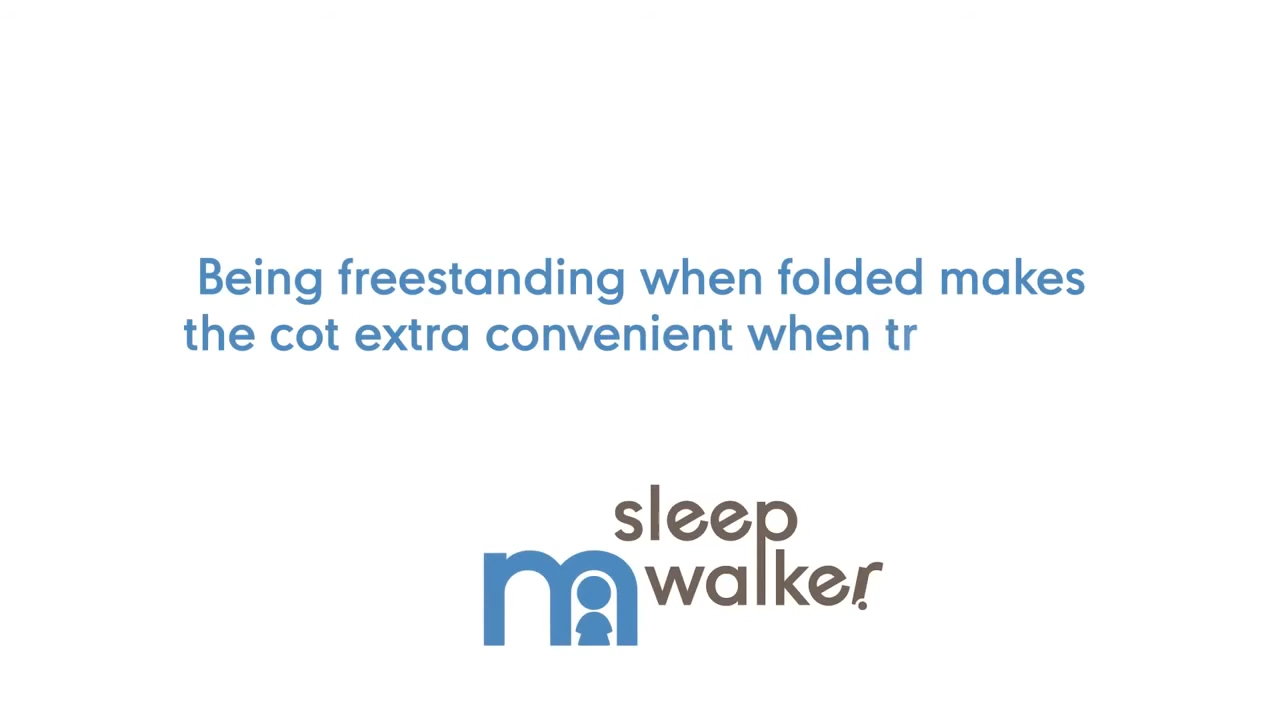 Being freestanding when folded makes
the cot extra convenient when tr
sleep
m walker